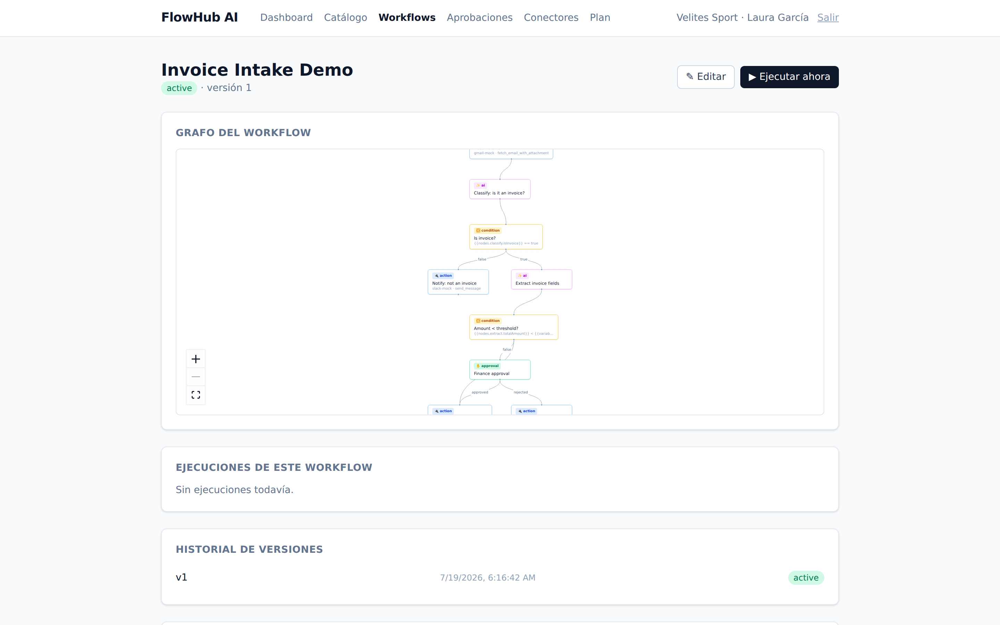 FlowHub AI Dashboard Catálogo Workflows Aprobaciones Conectores Plan Velites Sport · Laura García Salir
Invoice Intake Demo
active · versión 1
✎ Editar
▶ Ejecutar ahora
GRAFO DEL WORKFLOW
gmail-mock · fetch_email_with_attachment
✨ ai
Classify: is it an invoice?
🔀 condition
Is invoice?
{{nodes.classify.isInvoice}} == true
false
true
🔌 action
Notify: not an invoice
slack-mock · send_message
✨ ai
Extract invoice fields
🔀 condition
Amount < threshold?
{{nodes.extract.totalAmount}} < {{variab...
false
✋ approval
Finance approval
approved
rejected
🔌 action
🔌 action
EJECUCIONES DE ESTE WORKFLOW
Sin ejecuciones todavía.
HISTORIAL DE VERSIONES
v1 7/19/2026, 6:16:42 AM active